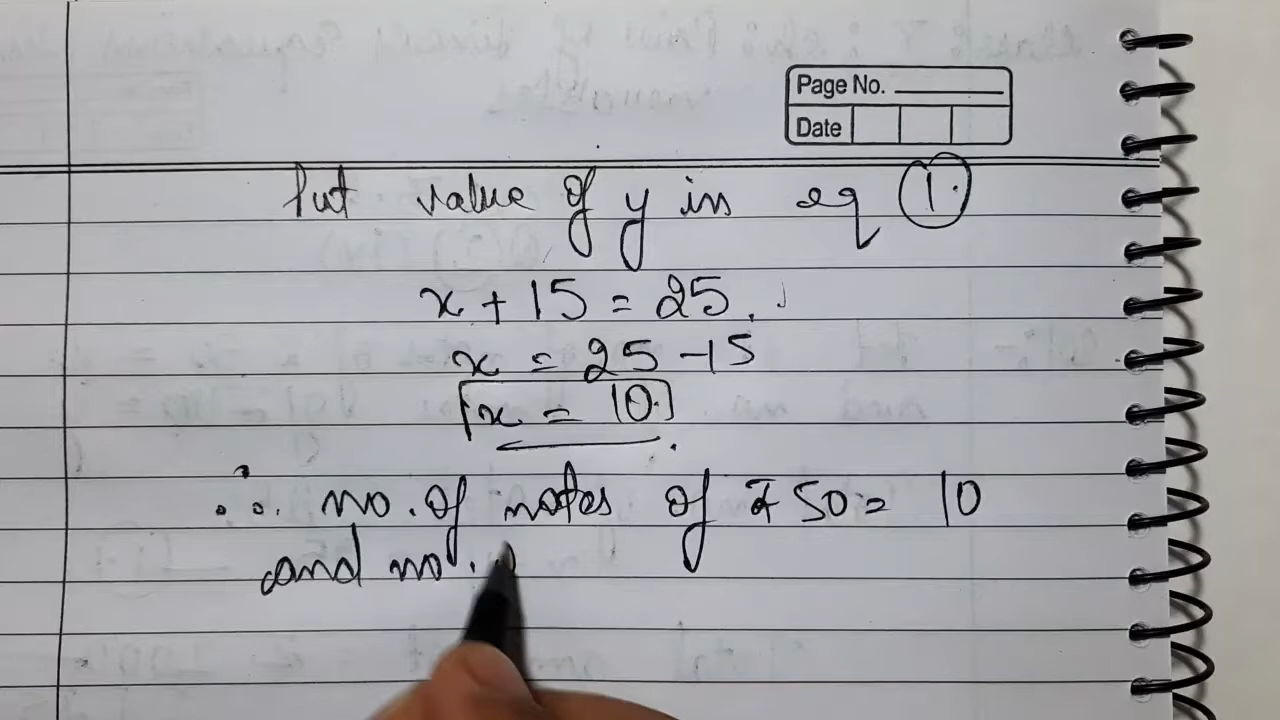 Page No.
Date
Put value of y in eq 1.
x + 15 = 25.
x = 25 - 15
x = 10.
∴ no. of notes of ₹ 50 = 10
and no.